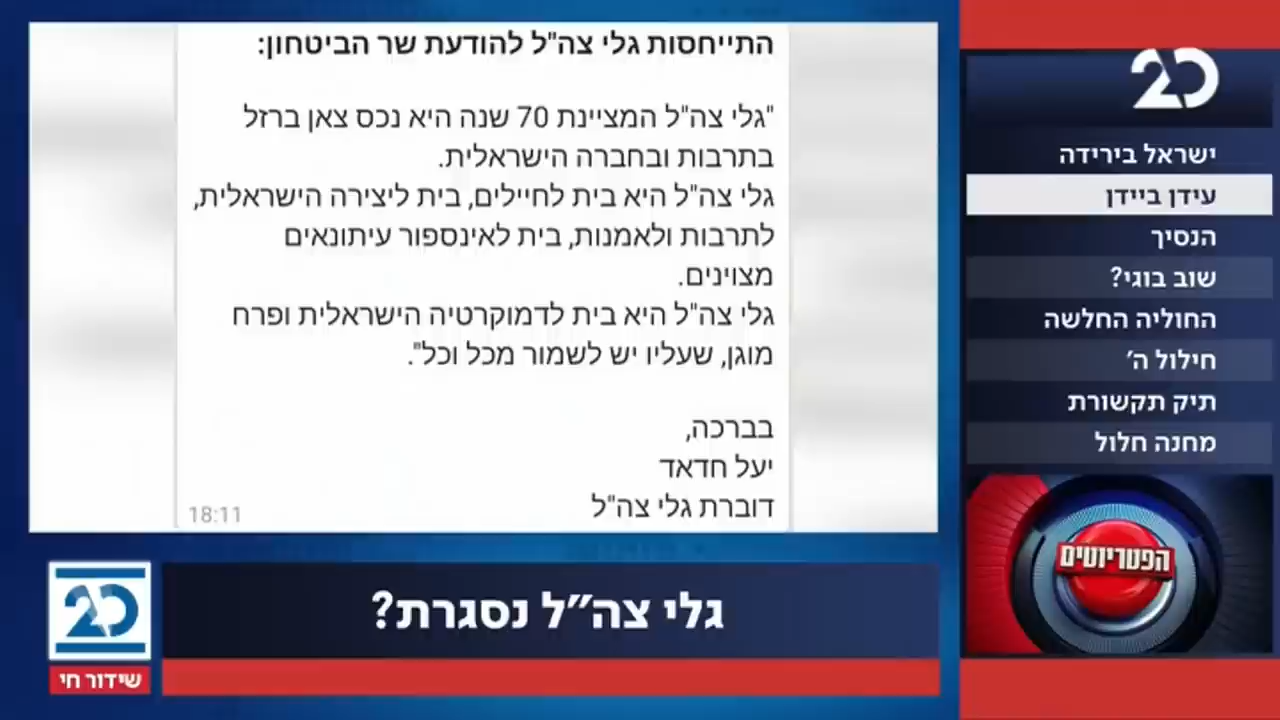 התייחסות גלי צה"ל להודעת שר הביטחון:
"גלי צה"ל המציינת 70 שנה היא נכס צאן ברזל
בתרבות ובחברה הישראלית.
גלי צה"ל היא בית לחיילים, בית ליצירה הישראלית,
לתרבות ולאמנות, בית לאינספור עיתונאים
מצוינים.
גלי צה"ל היא בית לדמוקרטיה הישראלית ופרח
מוגן, שעליו יש לשמור מכל וכל".
בברכה,
יעל חדאד
דוברת גלי צה"ל
18:11
20
ישראל בירידה
עידן ביידן
הנסיך
שוב בוגי?
החוליה החלשה
חילול ה׳
תיק תקשורת
מחנה חלול
הפטריוטים
גלי צה״ל נסגרת?
20
שידור חי